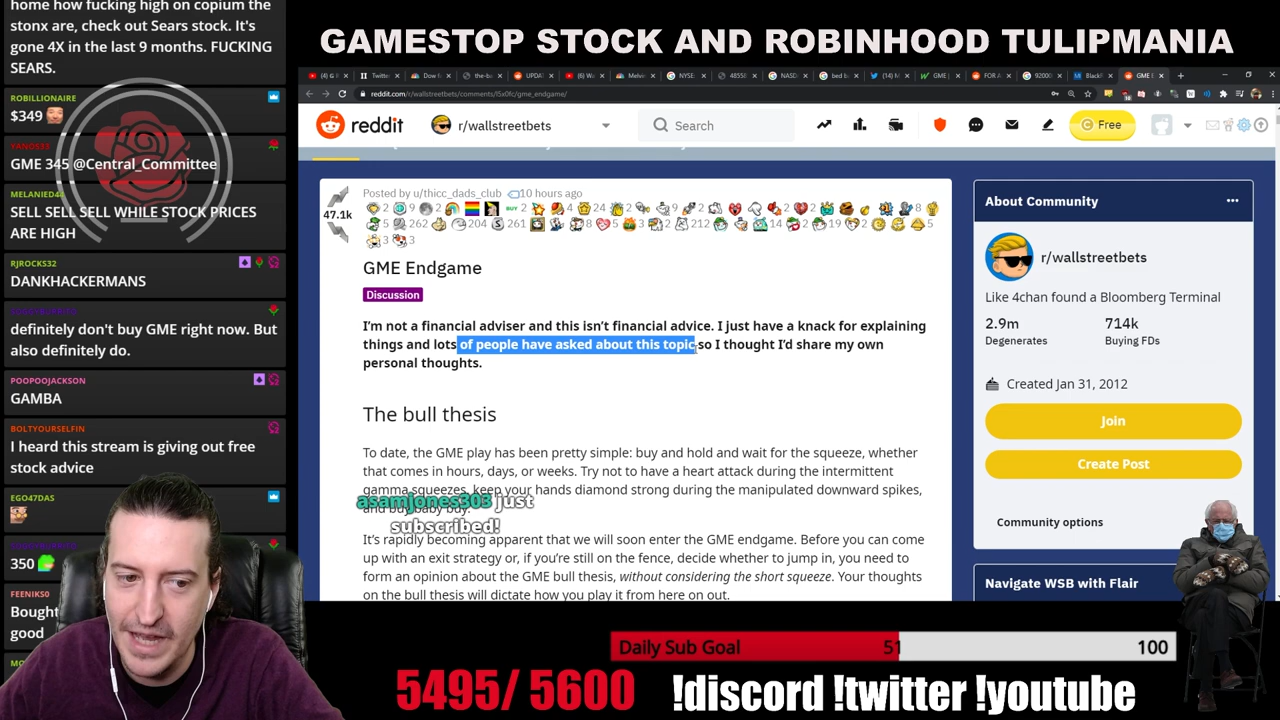 home how fucking high on copium the
stonx are, check out Sears stock. It's
gone 4X in the last 9 months. FUCKING
SEARS.
ROBILLIONAIRE
$349
GME 345 @Central_Committee
SELL SELL SELL WHILE STOCK PRICES
ARE HIGH
RJROCKS32
DANKHACKERMANS
definitely don't buy GME right now. But
also definitely do.
POOPOOJACKSON
GAMBA
BOLTYOURSELFIN
I heard this stream is giving out free
stock advice
EGO47DAS
350
FEENIKS0
Bought
good
GAMESTOP STOCK AND ROBINHOOD TULIPMANIA
reddit.com/r/wallstreetbets/comments/l5x0fc/gme_endgame/
reddit
r/wallstreetbets
Search
Free
Posted by u/thicc_dads_club 10 hours ago
47.1k
GME Endgame
Discussion
I'm not a financial adviser and this isn't financial advice. I just have a knack for explaining
things and lots of people have asked about this topic so I thought I'd share my own
personal thoughts.
The bull thesis
To date, the GME play has been pretty simple: buy and hold and wait for the squeeze, whether
that comes in hours, days, or weeks. Try not to have a heart attack during the intermittent
gamma squeezes, keep your hands diamond strong during the manipulated downward spikes,
and buy baby buy.
asamjones303 just
subscribed!
It's rapidly becoming apparent that we will soon enter the GME endgame. Before you can come
up with an exit strategy or, if you're still on the fence, decide whether to jump in, you need to
form an opinion about the GME bull thesis, without considering the short squeeze. Your thoughts
on the bull thesis will dictate how you play it from here on out.
About Community
r/wallstreetbets
Like 4chan found a Bloomberg Terminal
2.9m 714k
Degenerates Buying FDs
Created Jan 31, 2012
Join
Create Post
Community options
Navigate WSB with Flair
Daily Sub Goal 51 100
5495/ 5600 !discord !twitter !youtube